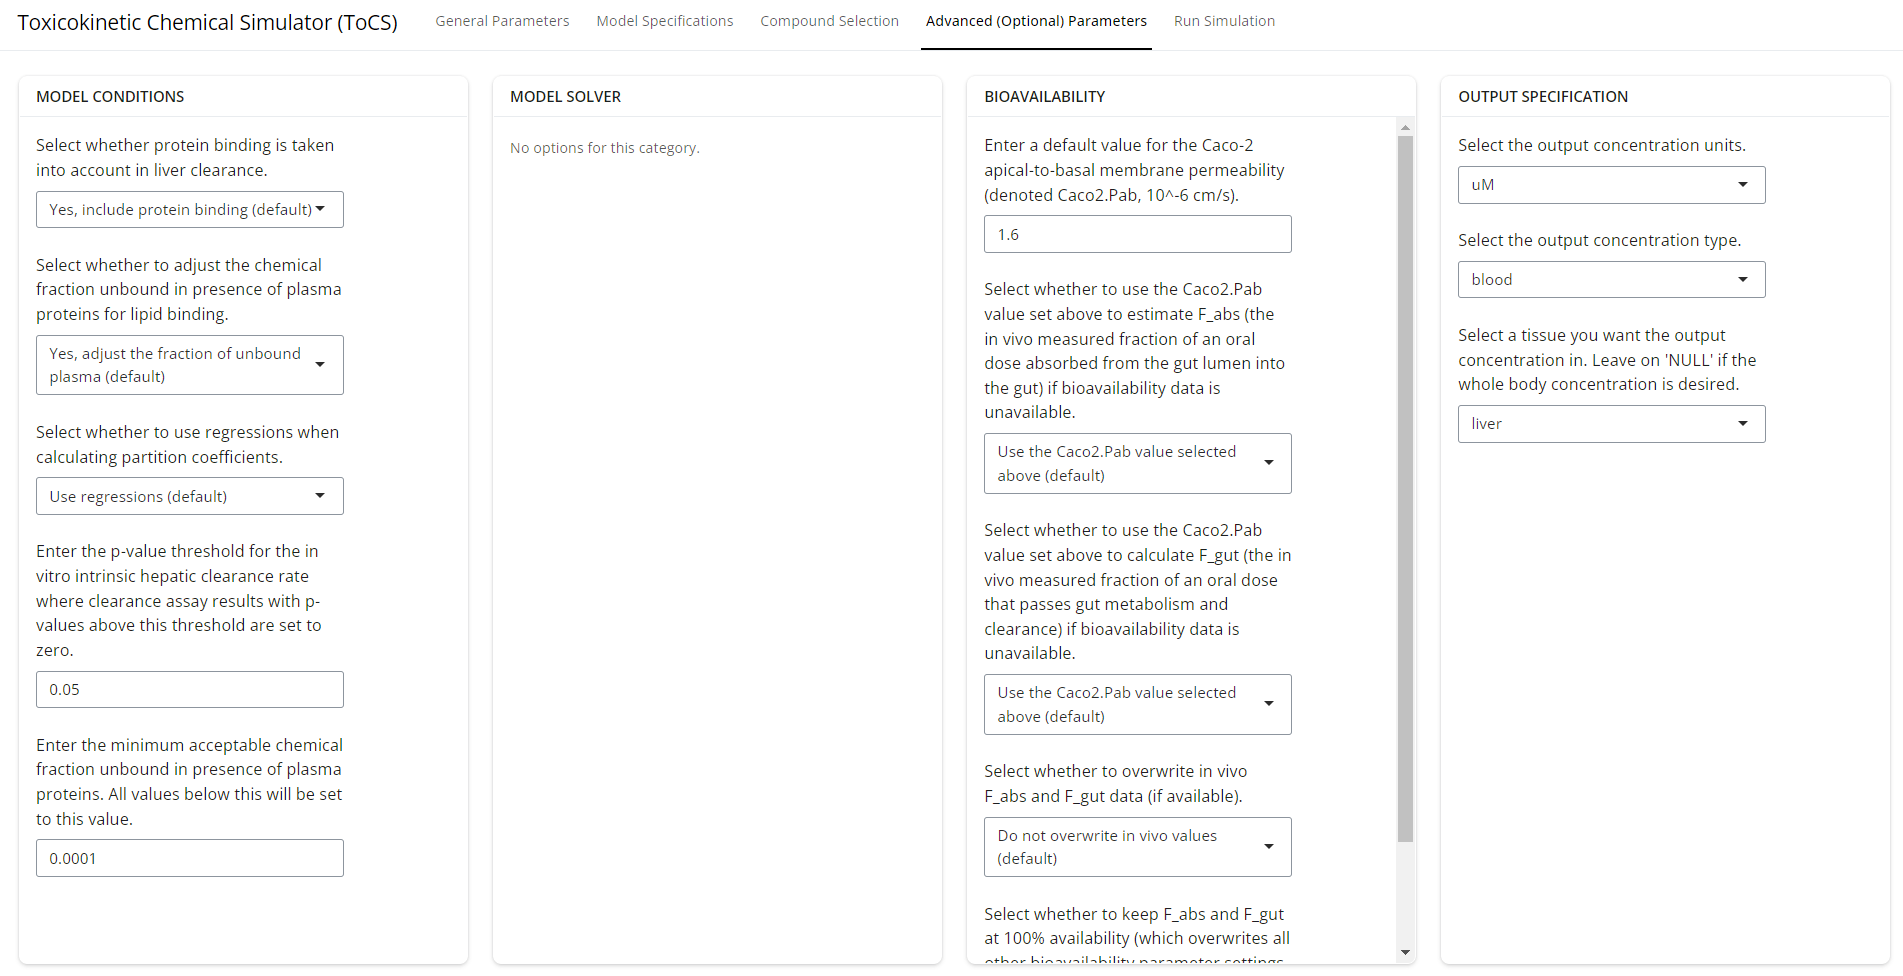 Toxicokinetic Chemical Simulator (ToCS)
General Parameters
Model Specifications
Compound Selection
Advanced (Optional) Parameters
Run Simulation
MODEL CONDITIONS
Select whether protein binding is taken
into account in liver clearance.
Yes, include protein binding (default)
Select whether to adjust the chemical
fraction unbound in presence of plasma
proteins for lipid binding.
Yes, adjust the fraction of unbound
plasma (default)
Select whether to use regressions when
calculating partition coefficients.
Use regressions (default)
Enter the p-value threshold for the in
vitro intrinsic hepatic clearance rate
where clearance assay results with p-
values above this threshold are set to
zero.
0.05
Enter the minimum acceptable chemical
fraction unbound in presence of plasma
proteins. All values below this will be set
to this value.
0.0001
MODEL SOLVER
No options for this category.
BIOAVAILABILITY
Enter a default value for the Caco-2
apical-to-basal membrane permeability
(denoted Caco2.Pab, 10^-6 cm/s).
1.6
Select whether to use the Caco2.Pab
value set above to estimate F_abs (the
in vivo measured fraction of an oral
dose absorbed from the gut lumen into
the gut) if bioavailability data is
unavailable.
Use the Caco2.Pab value selected
above (default)
Select whether to use the Caco2.Pab
value set above to calculate F_gut (the in
vivo measured fraction of an oral dose
that passes gut metabolism and
clearance) if bioavailability data is
unavailable.
Use the Caco2.Pab value selected
above (default)
Select whether to overwrite in vivo
F_abs and F_gut data (if available).
Do not overwrite in vivo values
(default)
Select whether to keep F_abs and F_gut
at 100% availability (which overwrites all
other bioavailability parameter settings
OUTPUT SPECIFICATION
Select the output concentration units.
uM
Select the output concentration type.
blood
Select a tissue you want the output
concentration in. Leave on 'NULL' if the
whole body concentration is desired.
liver